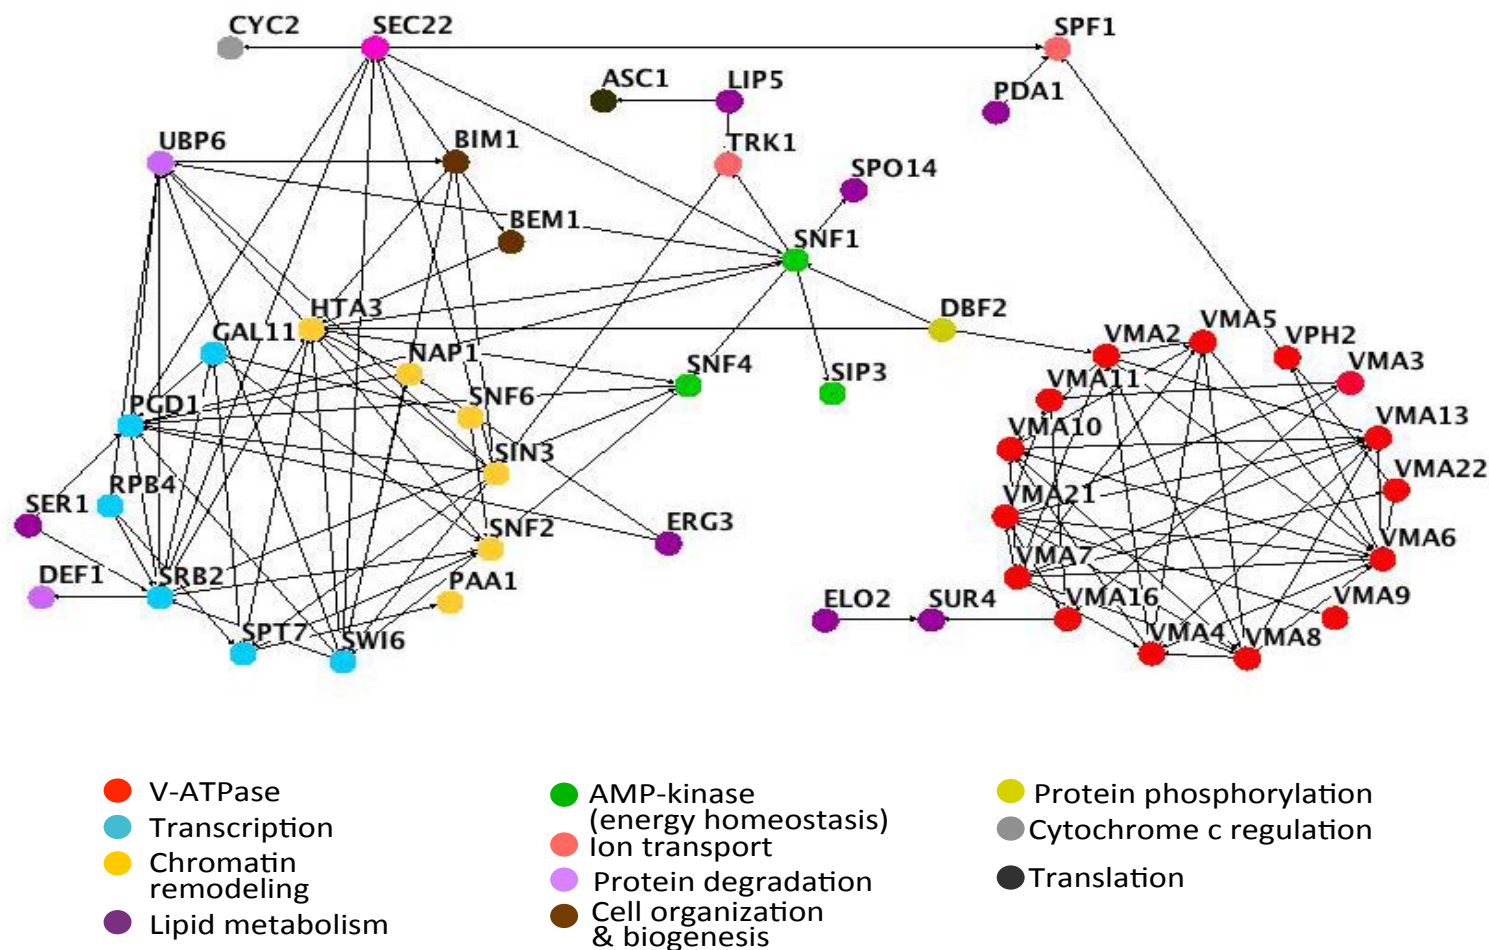 CYC2
SEC22
SPF1
ASC1
LIP5
PDA1
UBP6
BIM1
TRK1
SPO14
BEM1
SNF1
HTA3
DBF2
GAL11
NAP1
VMA2
VMA5
VPH2
SNF4
SIP3
VMA3
VMA11
PGD1
SNF6
VMA10
VMA13
SIN3
RPB4
VMA22
SER1
VMA21
SNF2
ERG3
VMA6
DEF1
SRB2
PAA1
VMA7
ELO2
SUR4
VMA16
VMA9
SPT7
SWI6
VMA4
VMA8
V-ATPase
Transcription
Chromatin
remodeling
Lipid metabolism
AMP-kinase
(energy homeostasis)
Ion transport
Protein degradation
Cell organization
& biogenesis
Protein phosphorylation
Cytochrome c regulation
Translation